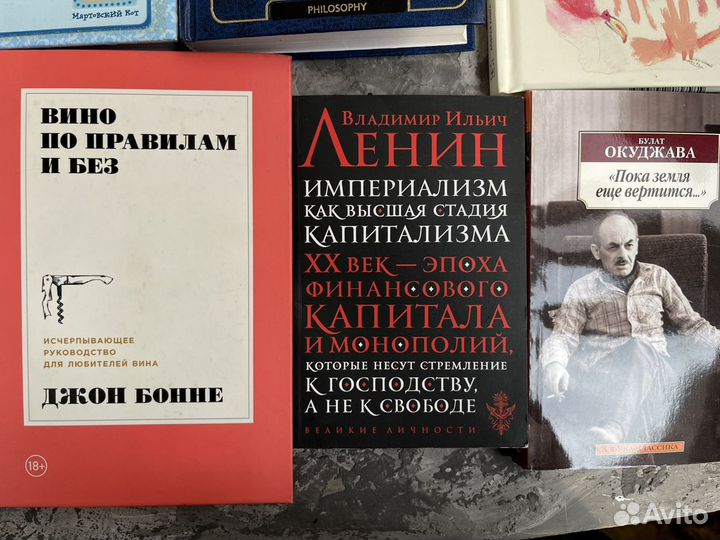 Мартовский Кот
PHILOSOPHY
ВИНО
ПО ПРАВИЛАМ
И БЕЗ
ИСЧЕРПЫВАЮЩЕЕ
РУКОВОДСТВО
ДЛЯ ЛЮБИТЕЛЕЙ ВИНА
ДЖОН БОННЕ
18+
ВЛАДИМИР ИЛЬИЧ
ЛЕНИН
ИМПЕРИАЛИЗМ
КАК ВЫСШАЯ СТАДИЯ
КАПИТАЛИЗМА
XX ВЕК — ЭПОХА
ФИНАНСОВОГО
КАПИТАЛА
И МОНОПОЛИЙ,
КОТОРЫЕ НЕСУТ СТРЕМЛЕНИЕ
К ГОСПОДСТВУ,
А НЕ К СВОБОДЕ
ВЕЛИКИЕ ЛИЧНОСТИ
БУЛАТ
ОКУДЖАВА
«Пока земля
еще вертится...»
АЗБУКА-КЛАССИКА
Avito